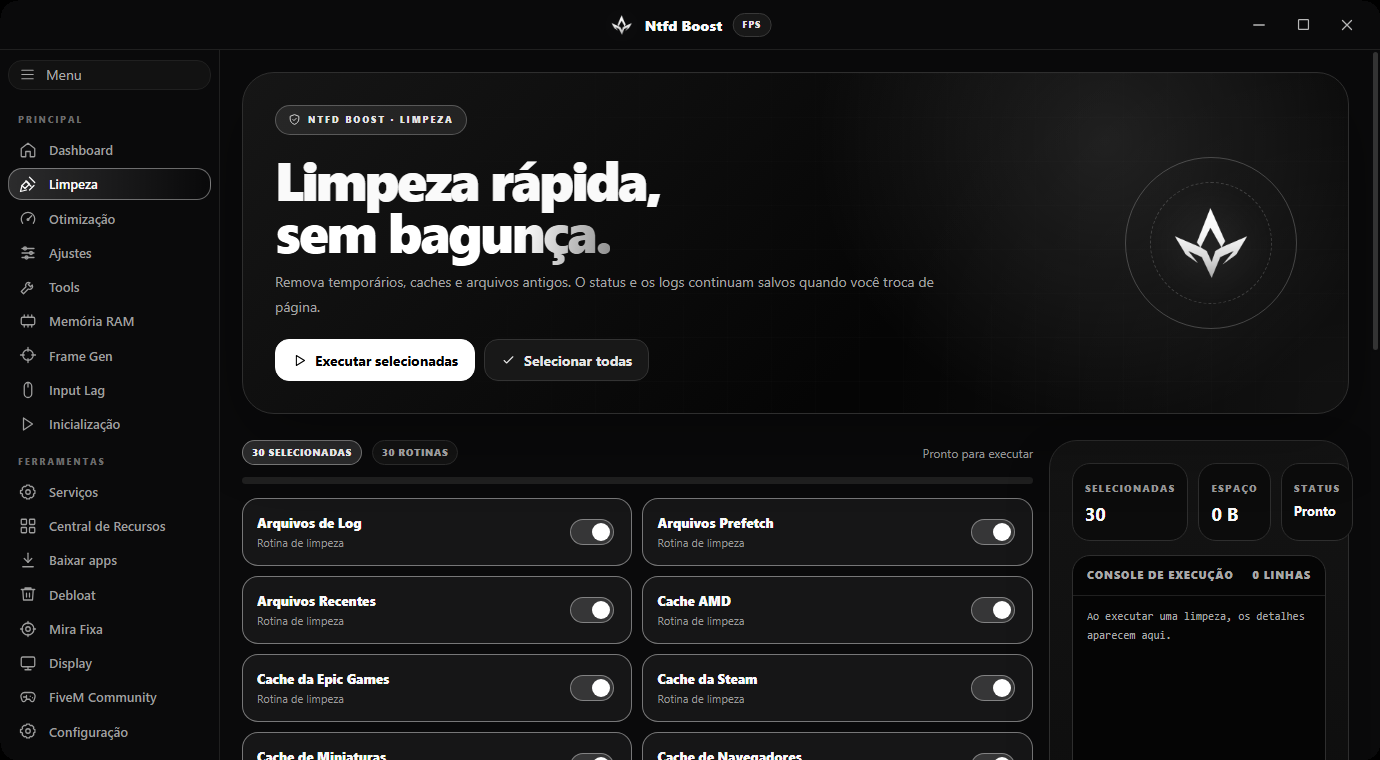 Ntfd Boost FPS
Menu
PRINCIPAL
Dashboard
Limpeza
Otimização
Ajustes
Tools
Memória RAM
Frame Gen
Input Lag
Inicialização
FERRAMENTAS
Serviços
Central de Recursos
Baixar apps
Debloat
Mira Fixa
Display
FiveM Community
Configuração
NTFD BOOST • LIMPEZA
Limpeza rápida,
sem bagunça.
Remova temporários, caches e arquivos antigos. O status e os logs continuam salvos quando você troca de
página.
Executar selecionadas
Selecionar todas
30 SELECIONADAS
30 ROTINAS
Pronto para executar
Arquivos de Log
Rotina de limpeza
Arquivos Prefetch
Rotina de limpeza
Arquivos Recentes
Rotina de limpeza
Cache AMD
Rotina de limpeza
Cache da Epic Games
Rotina de limpeza
Cache da Steam
Rotina de limpeza
Cache de Miniaturas
Cache de Navegadores
SELECIONADAS
30
ESPAÇO
0 B
STATUS
Pronto
CONSOLE DE EXECUÇÃO
0 LINHAS
Ao executar uma limpeza, os detalhes
aparecem aqui.